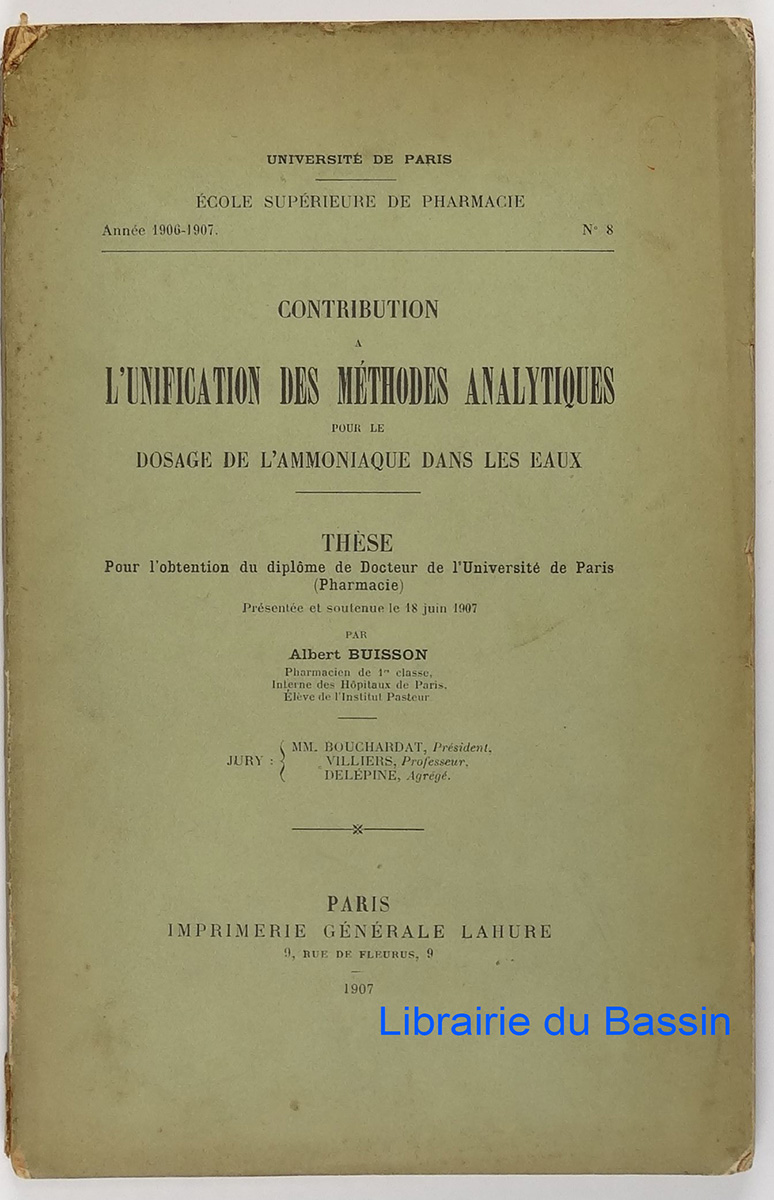 UNIVERSITÉ DE PARIS
ÉCOLE SUPÉRIEURE DE PHARMACIE
Année 1906-1907. N° 8
CONTRIBUTION
A
L'UNIFICATION DES MÉTHODES ANALYTIQUES
POUR LE
DOSAGE DE L'AMMONIAQUE DANS LES EAUX
THÈSE
Pour l'obtention du diplôme de Docteur de l'Université de Paris
(Pharmacie)
Présentée et soutenue le 18 juin 1907
PAR
Albert BUISSON
Pharmacien de 1re classe,
Interne des Hôpitaux de Paris,
Élève de l'Institut Pasteur.
JURY : MM. BOUCHARDAT, Président,
VILLIERS, Professeur,
DELÉPINE, Agrégé.
PARIS
IMPRIMERIE GÉNÉRALE LAHURE
9, RUE DE FLEURUS, 9
1907
Librairie du Bassin